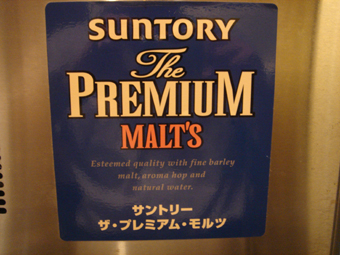 SUNTORY
The
PREMIUM
MALT'S
Esteemed quality with fine barley
malt, aroma hop and
natural water.
サントリー
ザ・プレミアム・モルツ